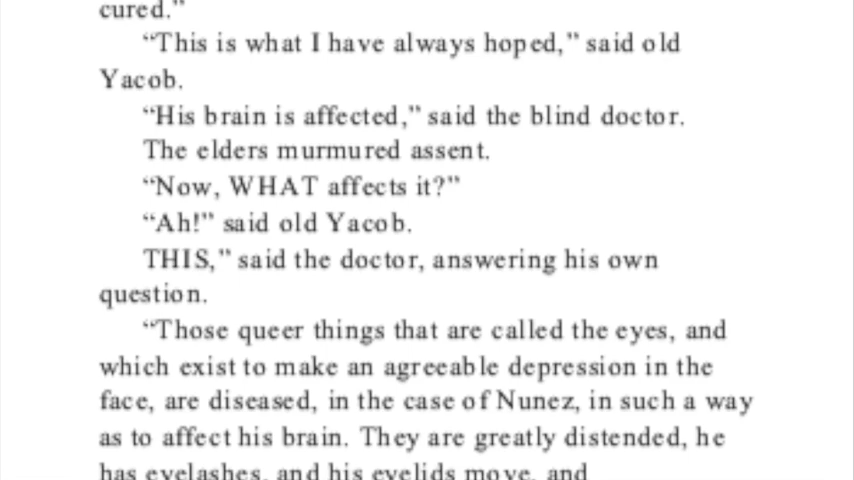 cured."
“This is what I have always hoped,” said old
Yacob.
“His brain is affected,” said the blind doctor.
The elders murmured assent.
“Now, WHAT affects it?”
“Ah!” said old Yacob.
THIS,” said the doctor, answering his own
question.
“Those queer things that are called the eyes, and
which exist to make an agreeable depression in the
face, are diseased, in the case of Nunez, in such a way
as to affect his brain. They are greatly distended, he
has eyelashes, and his eyelids move, and